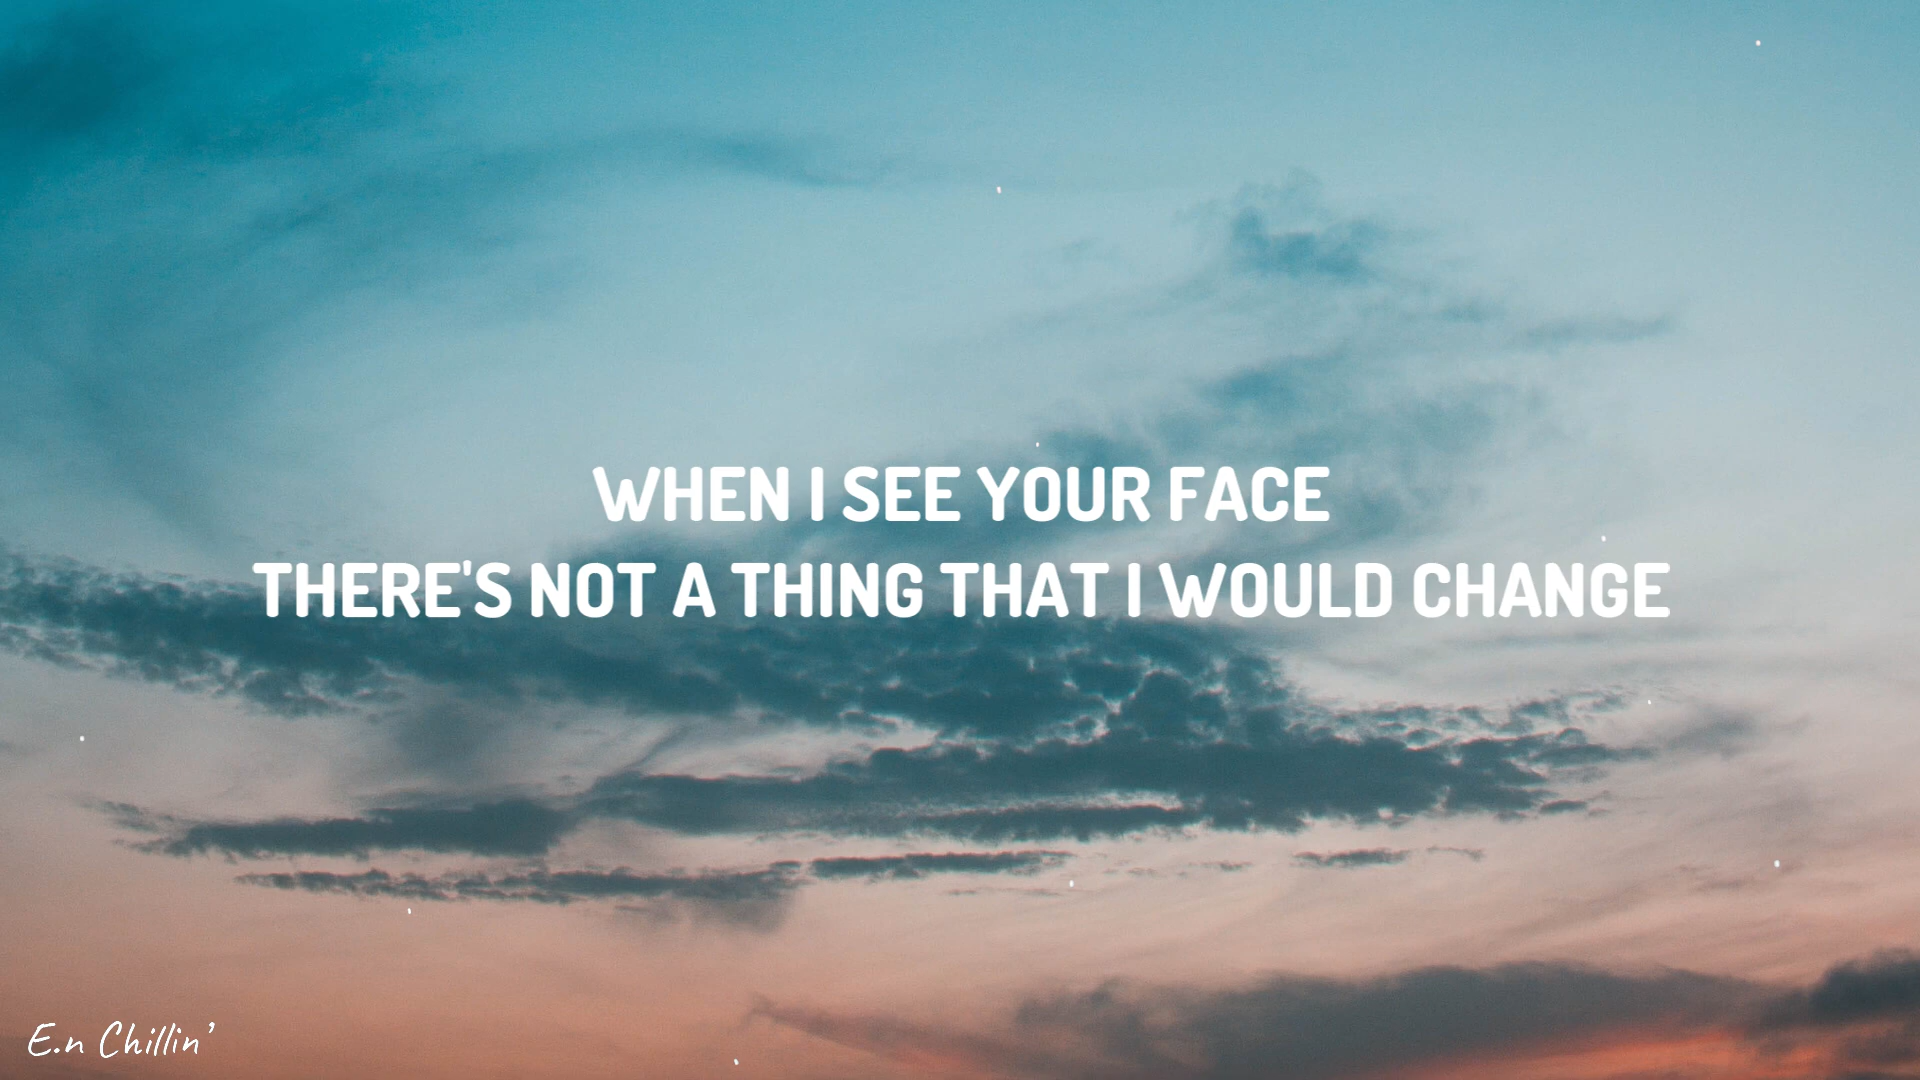 WHEN I SEE YOUR FACE
THERE'S NOT A THING THAT I WOULD CHANGE
E.n Chillin'